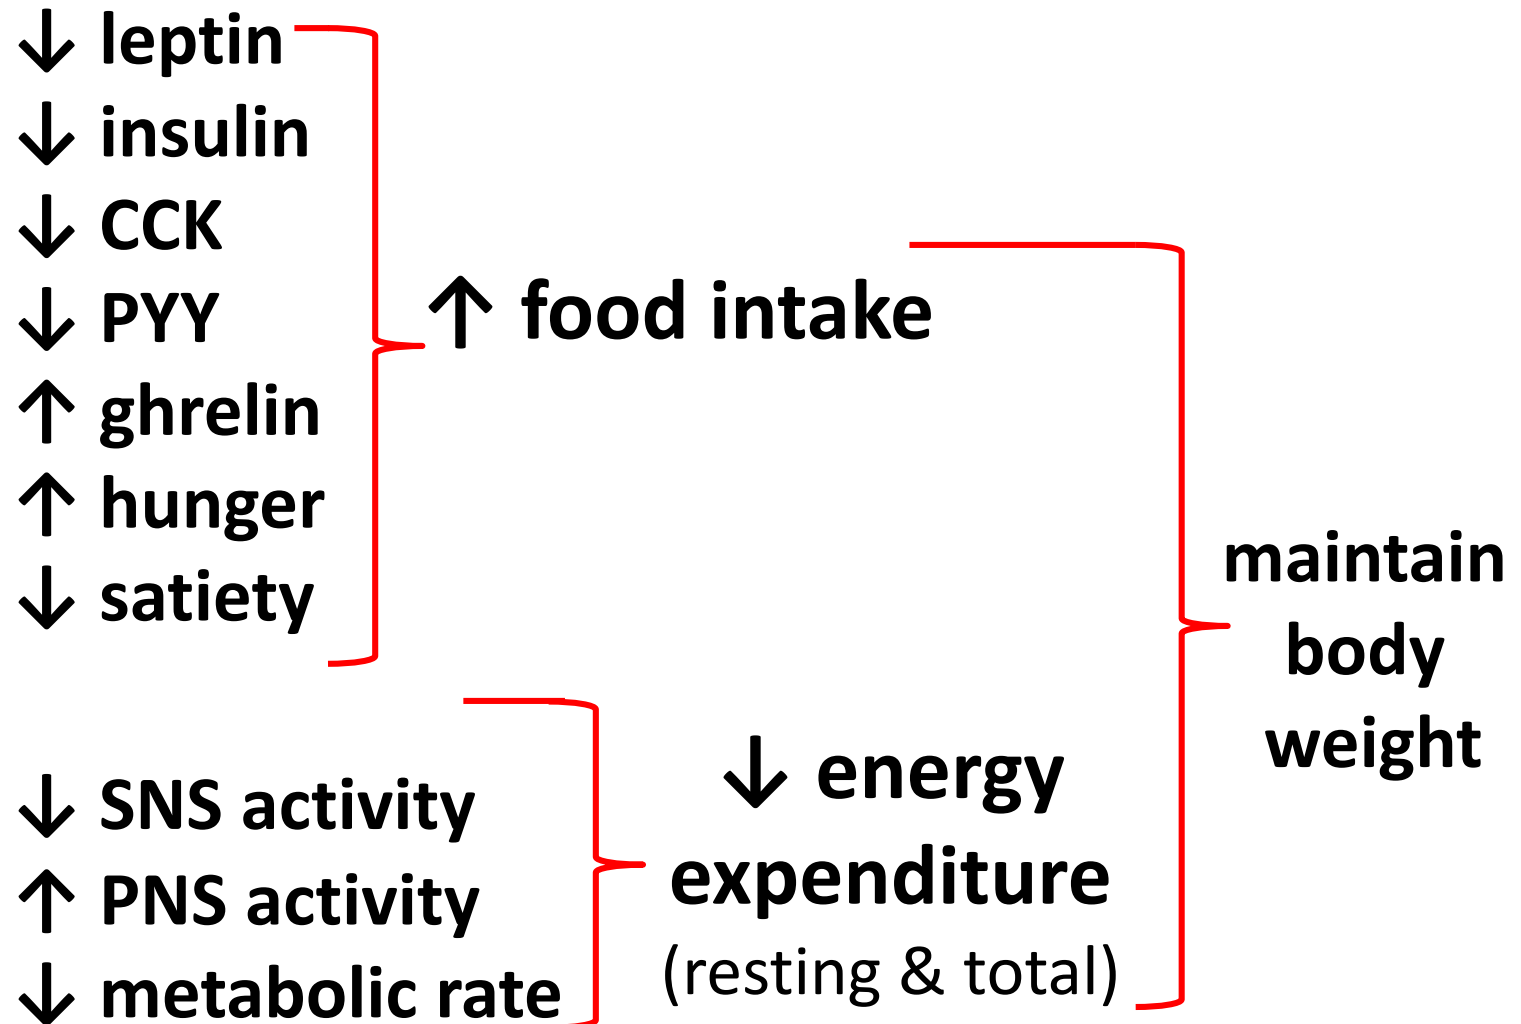 ↓ leptin
↓ insulin
↓ CCK
↓ PYY
↑ ghrelin
↑ hunger
↓ satiety
↑ food intake
↓ SNS activity
↑ PNS activity
↓ metabolic rate
↓ energy
expenditure
(resting & total)
maintain
body
weight